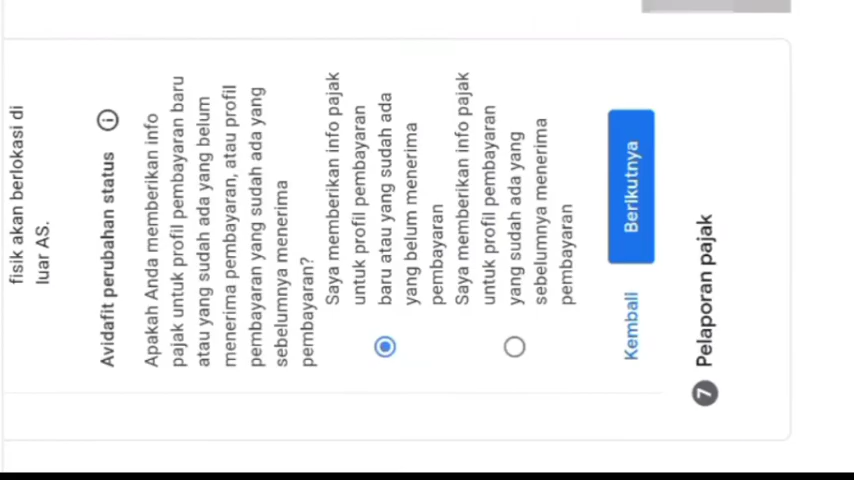 fisik akan berlokasi di
luar AS.
Avidafit perubahan status
Apakah Anda memberikan info
pajak untuk profil pembayaran baru
atau yang sudah ada yang belum
menerima pembayaran, atau profil
pembayaran yang sudah ada yang
sebelumnya menerima
pembayaran?
Saya memberikan info pajak
untuk profil pembayaran
baru atau yang sudah ada
yang belum menerima
pembayaran
Saya memberikan info pajak
untuk profil pembayaran
yang sudah ada yang
sebelumnya menerima
pembayaran
Kembali Berikutnya
7 Pelaporan pajak